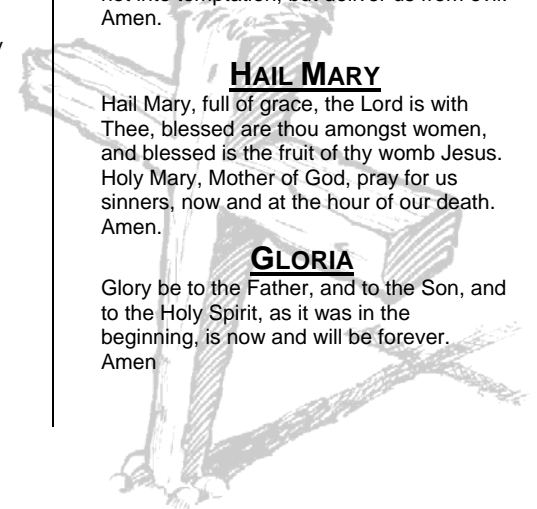 Amen.
HAIL MARY
Hail Mary, full of grace, the Lord is with
Thee, blessed are thou amongst women,
and blessed is the fruit of thy womb Jesus.
Holy Mary, Mother of God, pray for us
sinners, now and at the hour of our death.
Amen.
GLORIA
Glory be to the Father, and to the Son, and
to the Holy Spirit, as it was in the
beginning, is now and will be forever.
Amen